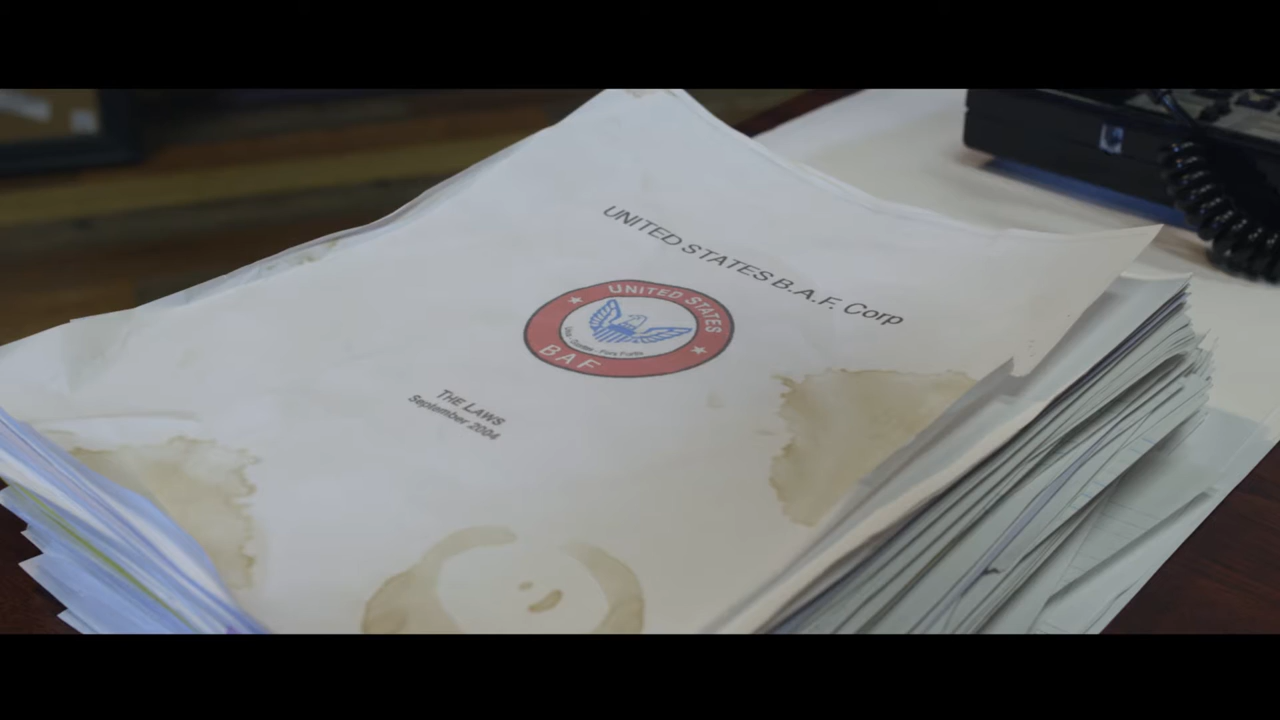 UNITED STATES B.A.F. Corp
UNITED STATES
BAF
THE LAWS
September 2004